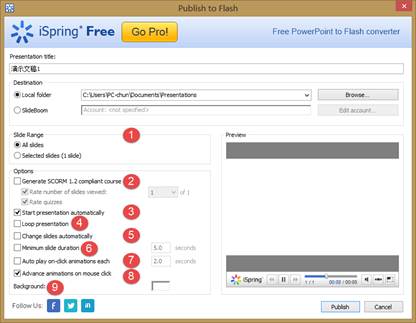 Publish to Flash
iSpring Free Go Pro! Free PowerPoint to Flash converter
Presentation title:
演示文稿1
Destination
Local folder C:\Users\PC-chun\Documents\Presentations Browse...
SlideBoom Account: <not specified> Edit account...
Slide Range 1
All slides
Selected slides (1 slide)
Options
Generate SCORM 1.2 compliant course 2
Rate number of slides viewed: 1 of 1
Rate quizzes
Start presentation automatically 3
Loop presentation 4
Change slides automatically 5
Minimum slide duration 6 5.0 seconds
Auto play on-click animations each 7 2.0 seconds
Advance animations on mouse click 8
Background: 9
Preview
iSpring 1 / 1 00:00 / 00:05
Follow Us: f in Publish Cancel